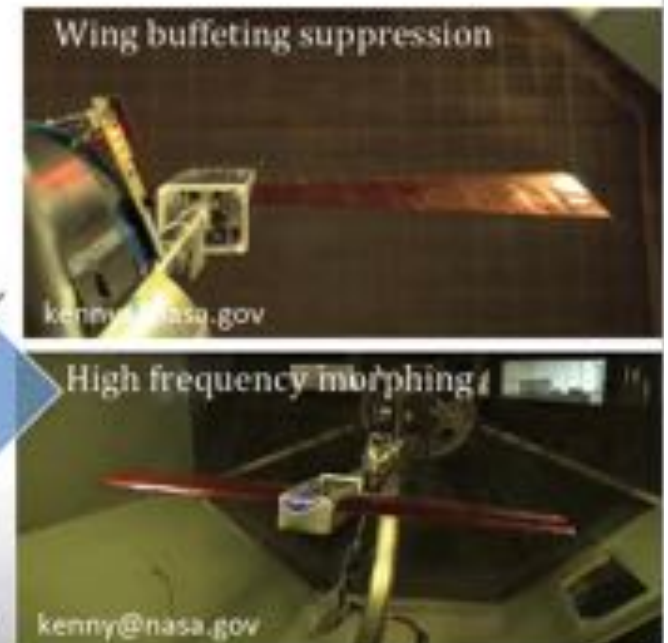 Wing buffeting suppression
kenny@nasa.gov
High frequency morphing
kenny@nasa.gov